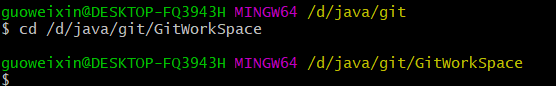 guoweixin@DESKTOP-FQ3943H MINGW64 /d/java/git
$ cd /d/java/git/GitWorkSpace
guoweixin@DESKTOP-FQ3943H MINGW64 /d/java/git/GitWorkSpace
$